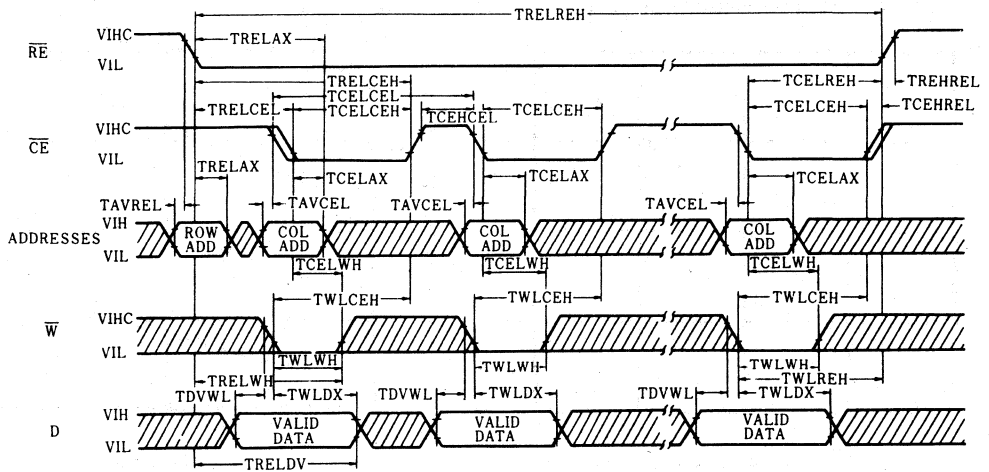 TRELREH
VIHC
TRELAX
RE
VIL
TRELCEH
TCELREH
TREHREL
TCELCEL
TRELCEL
TCELCEH
TCELCEH
TCELCEH
TCEHREL
TCEHCEL
VIHC
CE
VIL
TRELAX
TCELAX
TCELAX
TCELAX
TAVREL
TAVCEL
TAVCEL
TAVCEL
VIH
ADDRESSES
ROW ADD
COL ADD
COL ADD
COL ADD
VIL
TCELWH
TCELWH
TCELWH
TWLCEH
TWLCEH
TWLCEH
VIHC
W
VIL
TWLWH
TWLWH
TWLWH
TRELWH
TWLREH
TDVWL
TWLDX
TDVWL
TWLDX
TDVWL
TWLDX
VIH
D
VALID DATA
VALID DATA
VALID DATA
VIL
TRELDV